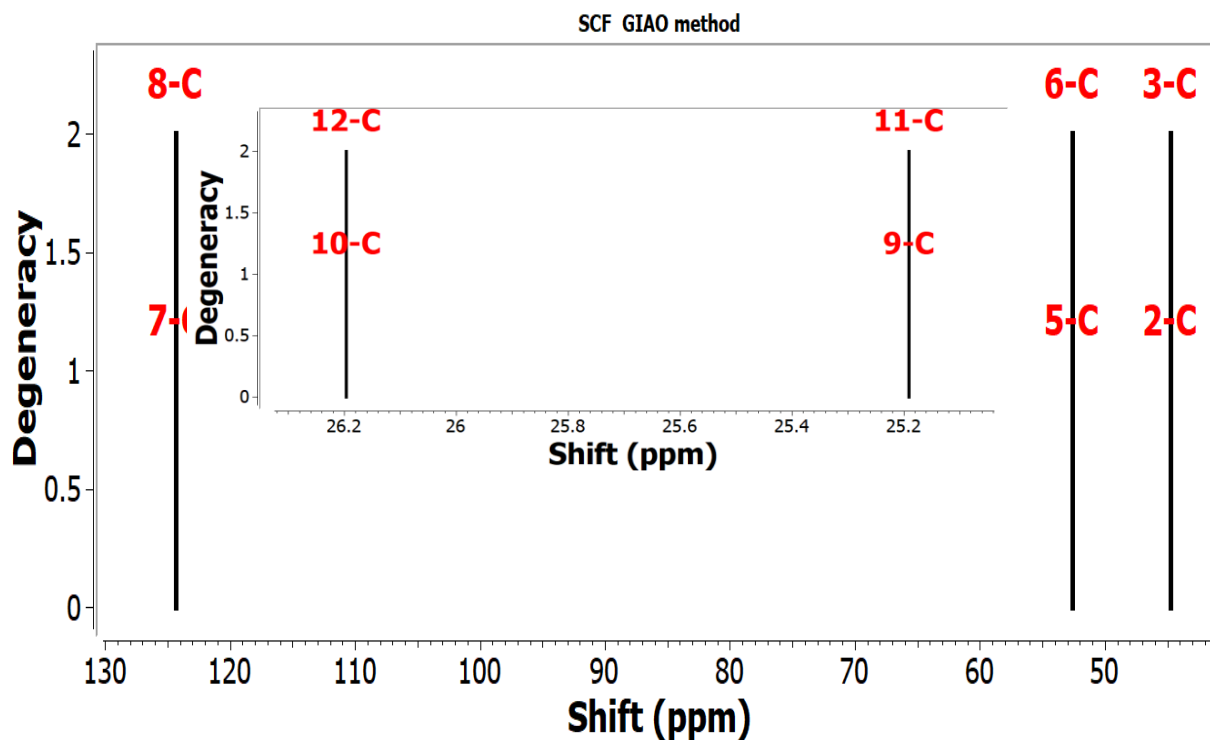 SCF GIAO method
8-C
6-C
3-C
12-C
11-C
10-C
9-C
7-C
5-C
2-C
Degeneracy
2
1.5
1
0.5
0
Degeneracy
2
1.5
1
0.5
0
26.2 26 25.8 25.6 25.4 25.2
Shift (ppm)
130 120 110 100 90 80 70 60 50
Shift (ppm)